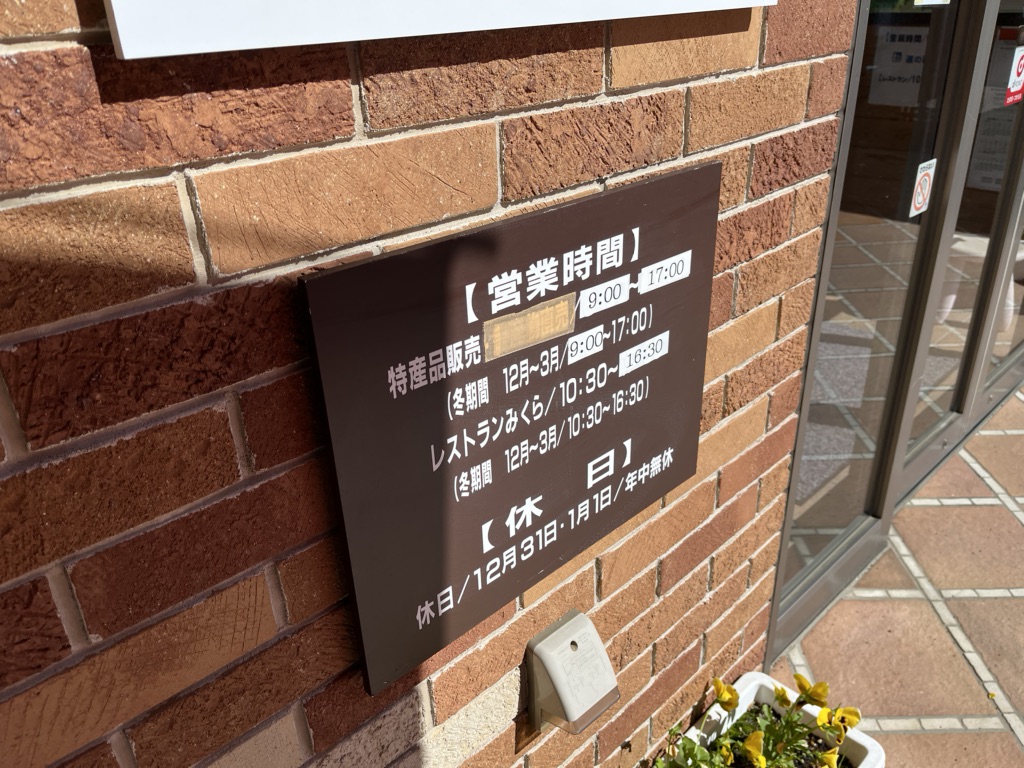 【営業時間】
特産品販売/9:00~17:00
(冬期間 12月~3月/9:00~17:00)
レストランみくら/10:30~16:30
(冬期間 12月~3月/10:30~16:30)
【休 日】
休日/12月31日・1月1日/年中無休